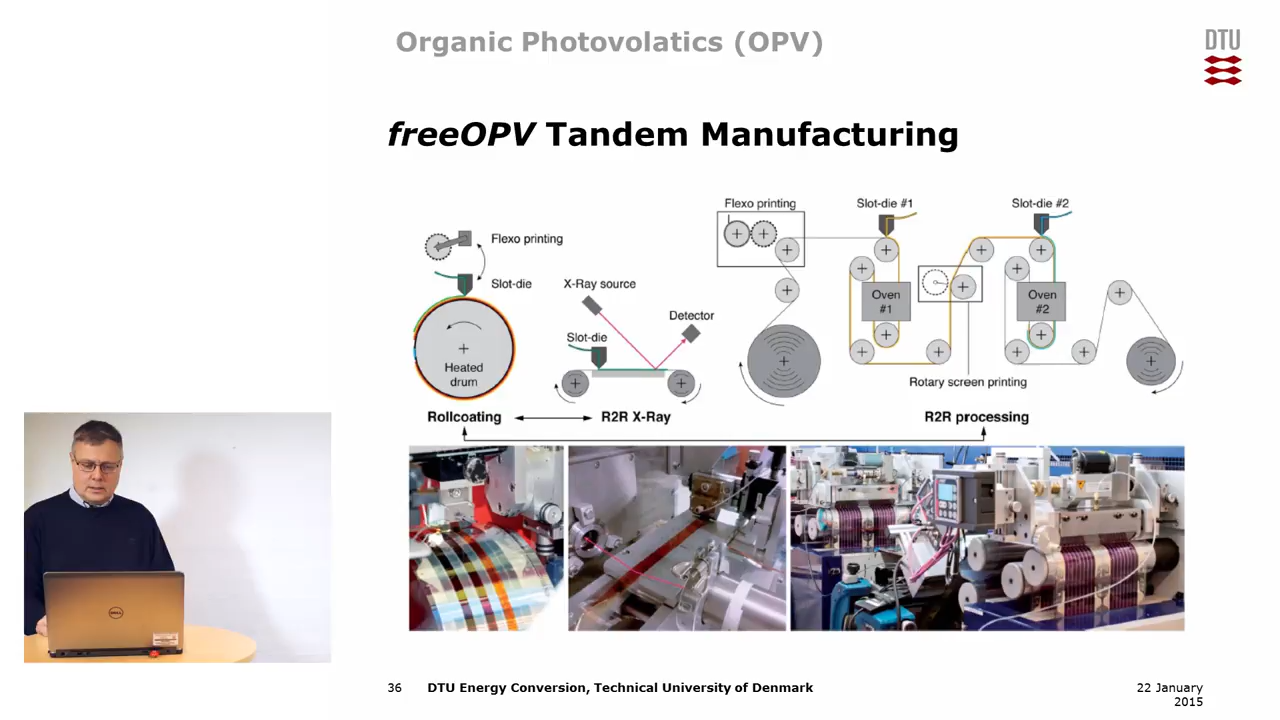 Organic Photovolatics (OPV)
DTU
freeOPV Tandem Manufacturing
Flexo printing
Slot-die #1
Slot-die #2
Flexo printing
Slot-die
X-Ray source
Detector
Slot-die
Heated
drum
Oven
#1
Oven
#2
Rotary screen printing
Rollcoating
R2R X-Ray
R2R processing
DELL
36
DTU Energy Conversion, Technical University of Denmark
22 January
2015